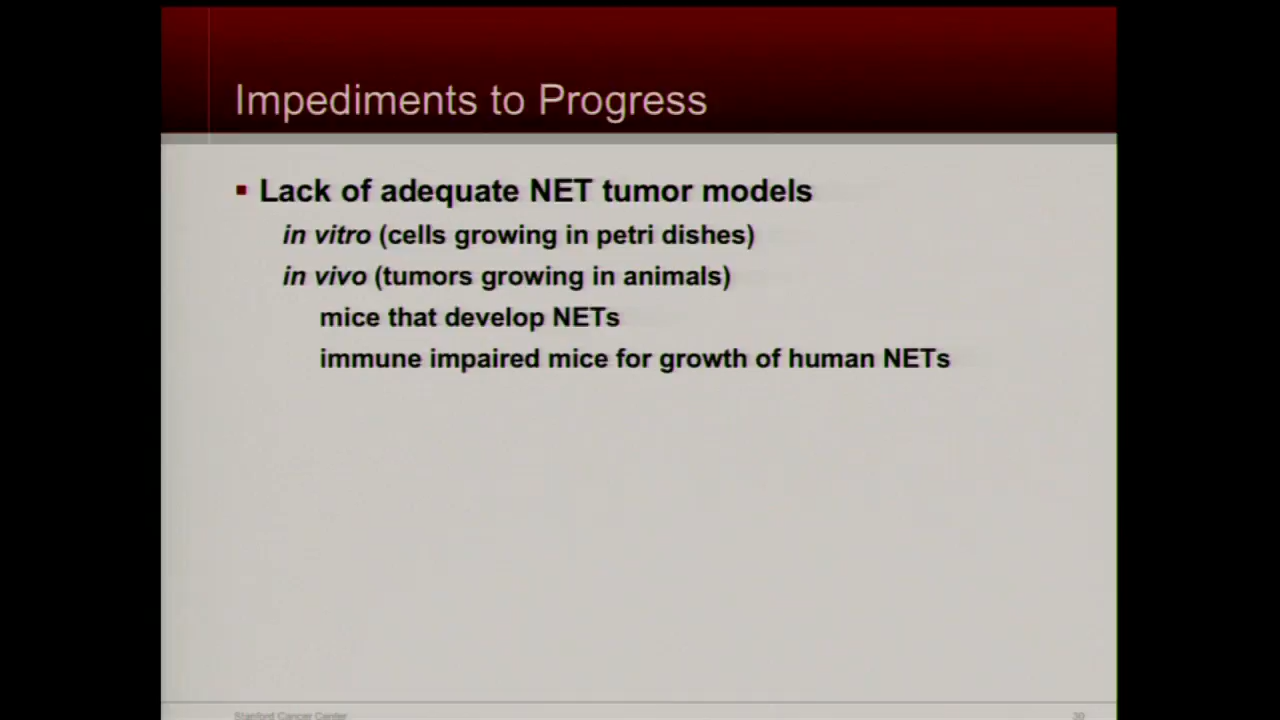 Impediments to Progress
Lack of adequate NET tumor models
in vitro (cells growing in petri dishes)
in vivo (tumors growing in animals)
mice that develop NETs
immune impaired mice for growth of human NETs
Stanford Cancer Center
30